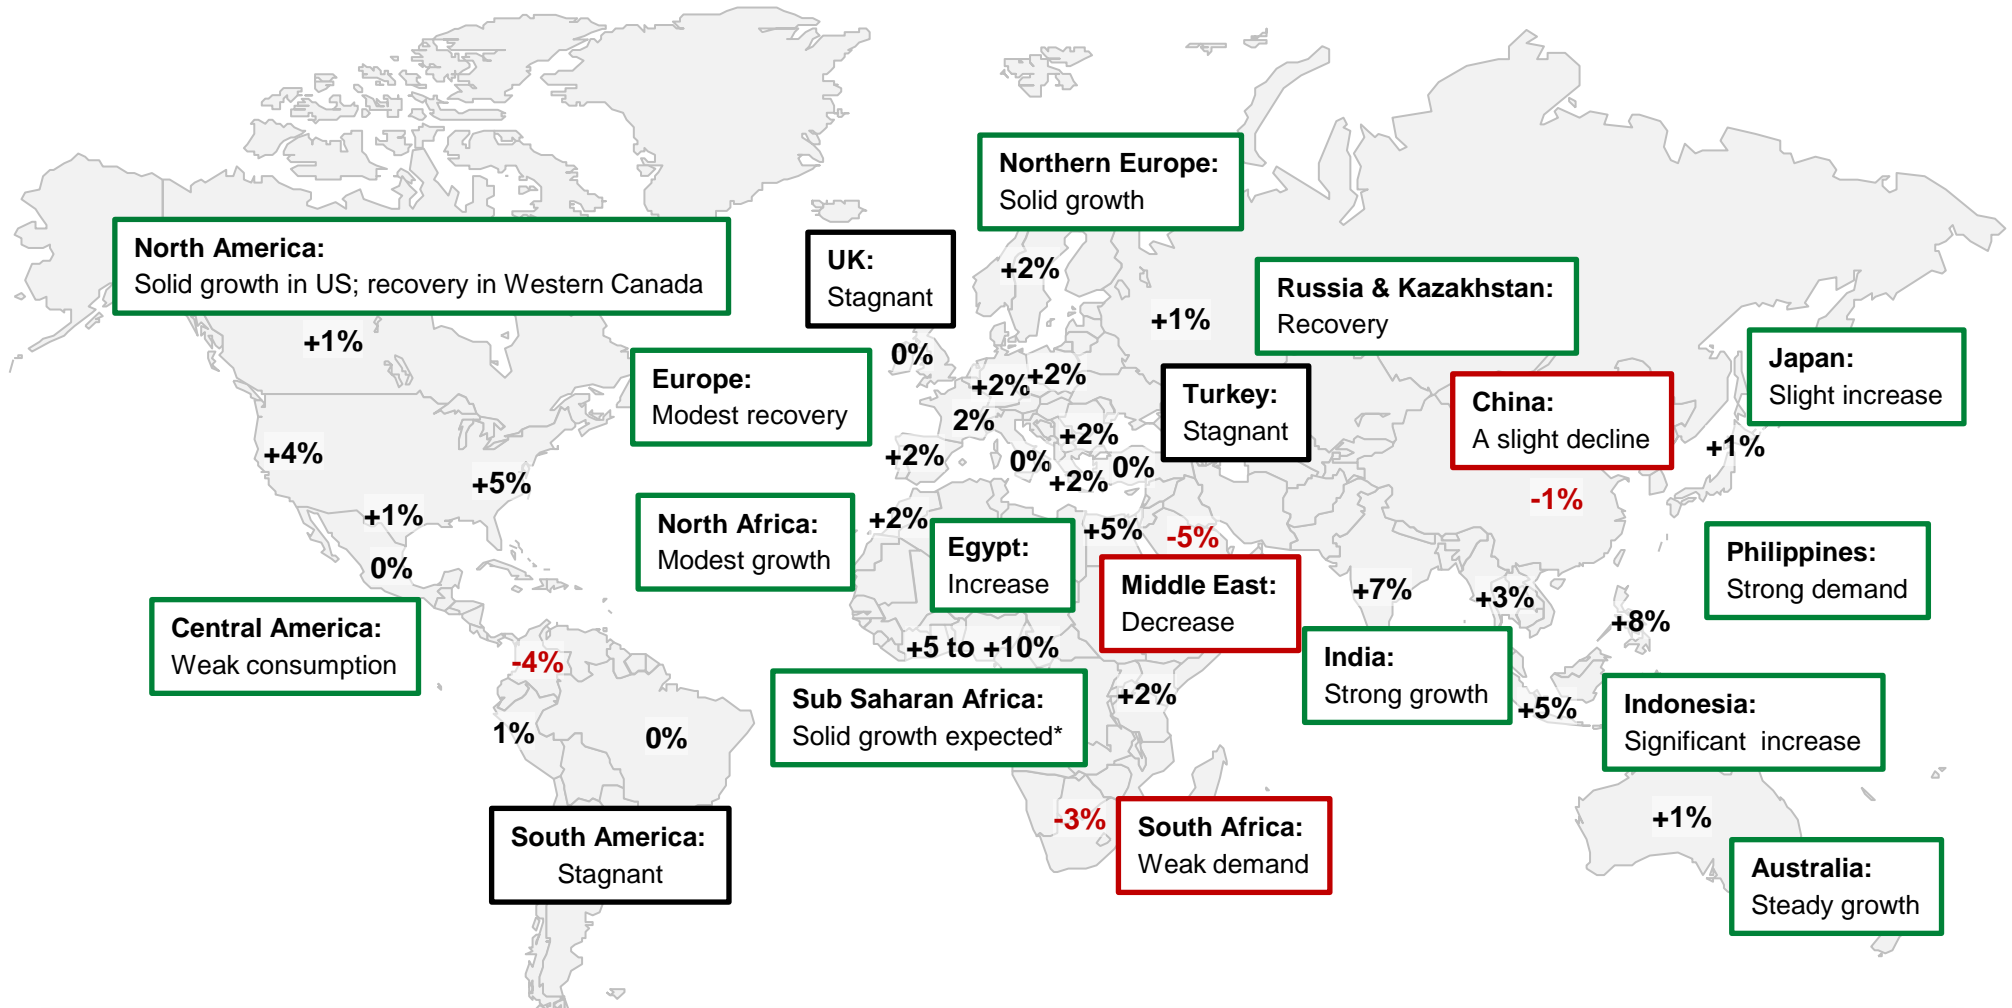 Northern Europe:
Solid growth
North America:
Solid growth in US; recovery in Western Canada
UK:
Stagnant
+2%
Russia & Kazakhstan:
Recovery
+1%
+1%
0%
Japan:
Slight increase
Europe:
Modest recovery
+2%
+2%
Turkey:
Stagnant
China:
A slight decline
2%
+2%
+4%
+2%
0%
0%
+1%
+5%
+2%
-1%
+1%
North Africa:
Modest growth
+2%
Egypt:
Increase
+5%
-5%
Philippines:
Strong demand
0%
Middle East:
Decrease
+7%
+3%
+8%
Central America:
Weak consumption
-4%
+5 to +10%
India:
Strong growth
Sub Saharan Africa:
Solid growth expected*
+2%
+5%
Indonesia:
Significant  increase
1%
0%
South America:
Stagnant
-3%
South Africa:
Weak demand
+1%
Australia:
Steady growth